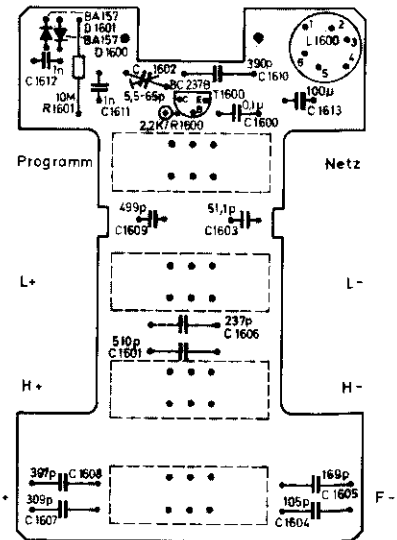 BA157
D1601
BA157
D1600
1n
C1612
10M
R1601
1n
C1611
C 1602
5,5-65p
BC 237B
C
E
B
T1600
2,2K/R1600
390p
C1610
0,1µ
C1600
100µ
C1613
1
2
3
4
5
6
L1600
Programm
Netz
499p
C1609
51,1p
C1603
L+
L-
237p
C1606
510p
C1601
H+
H-
397p
C1608
309p
C1607
169p
C1605
105p
C1604
+
F-